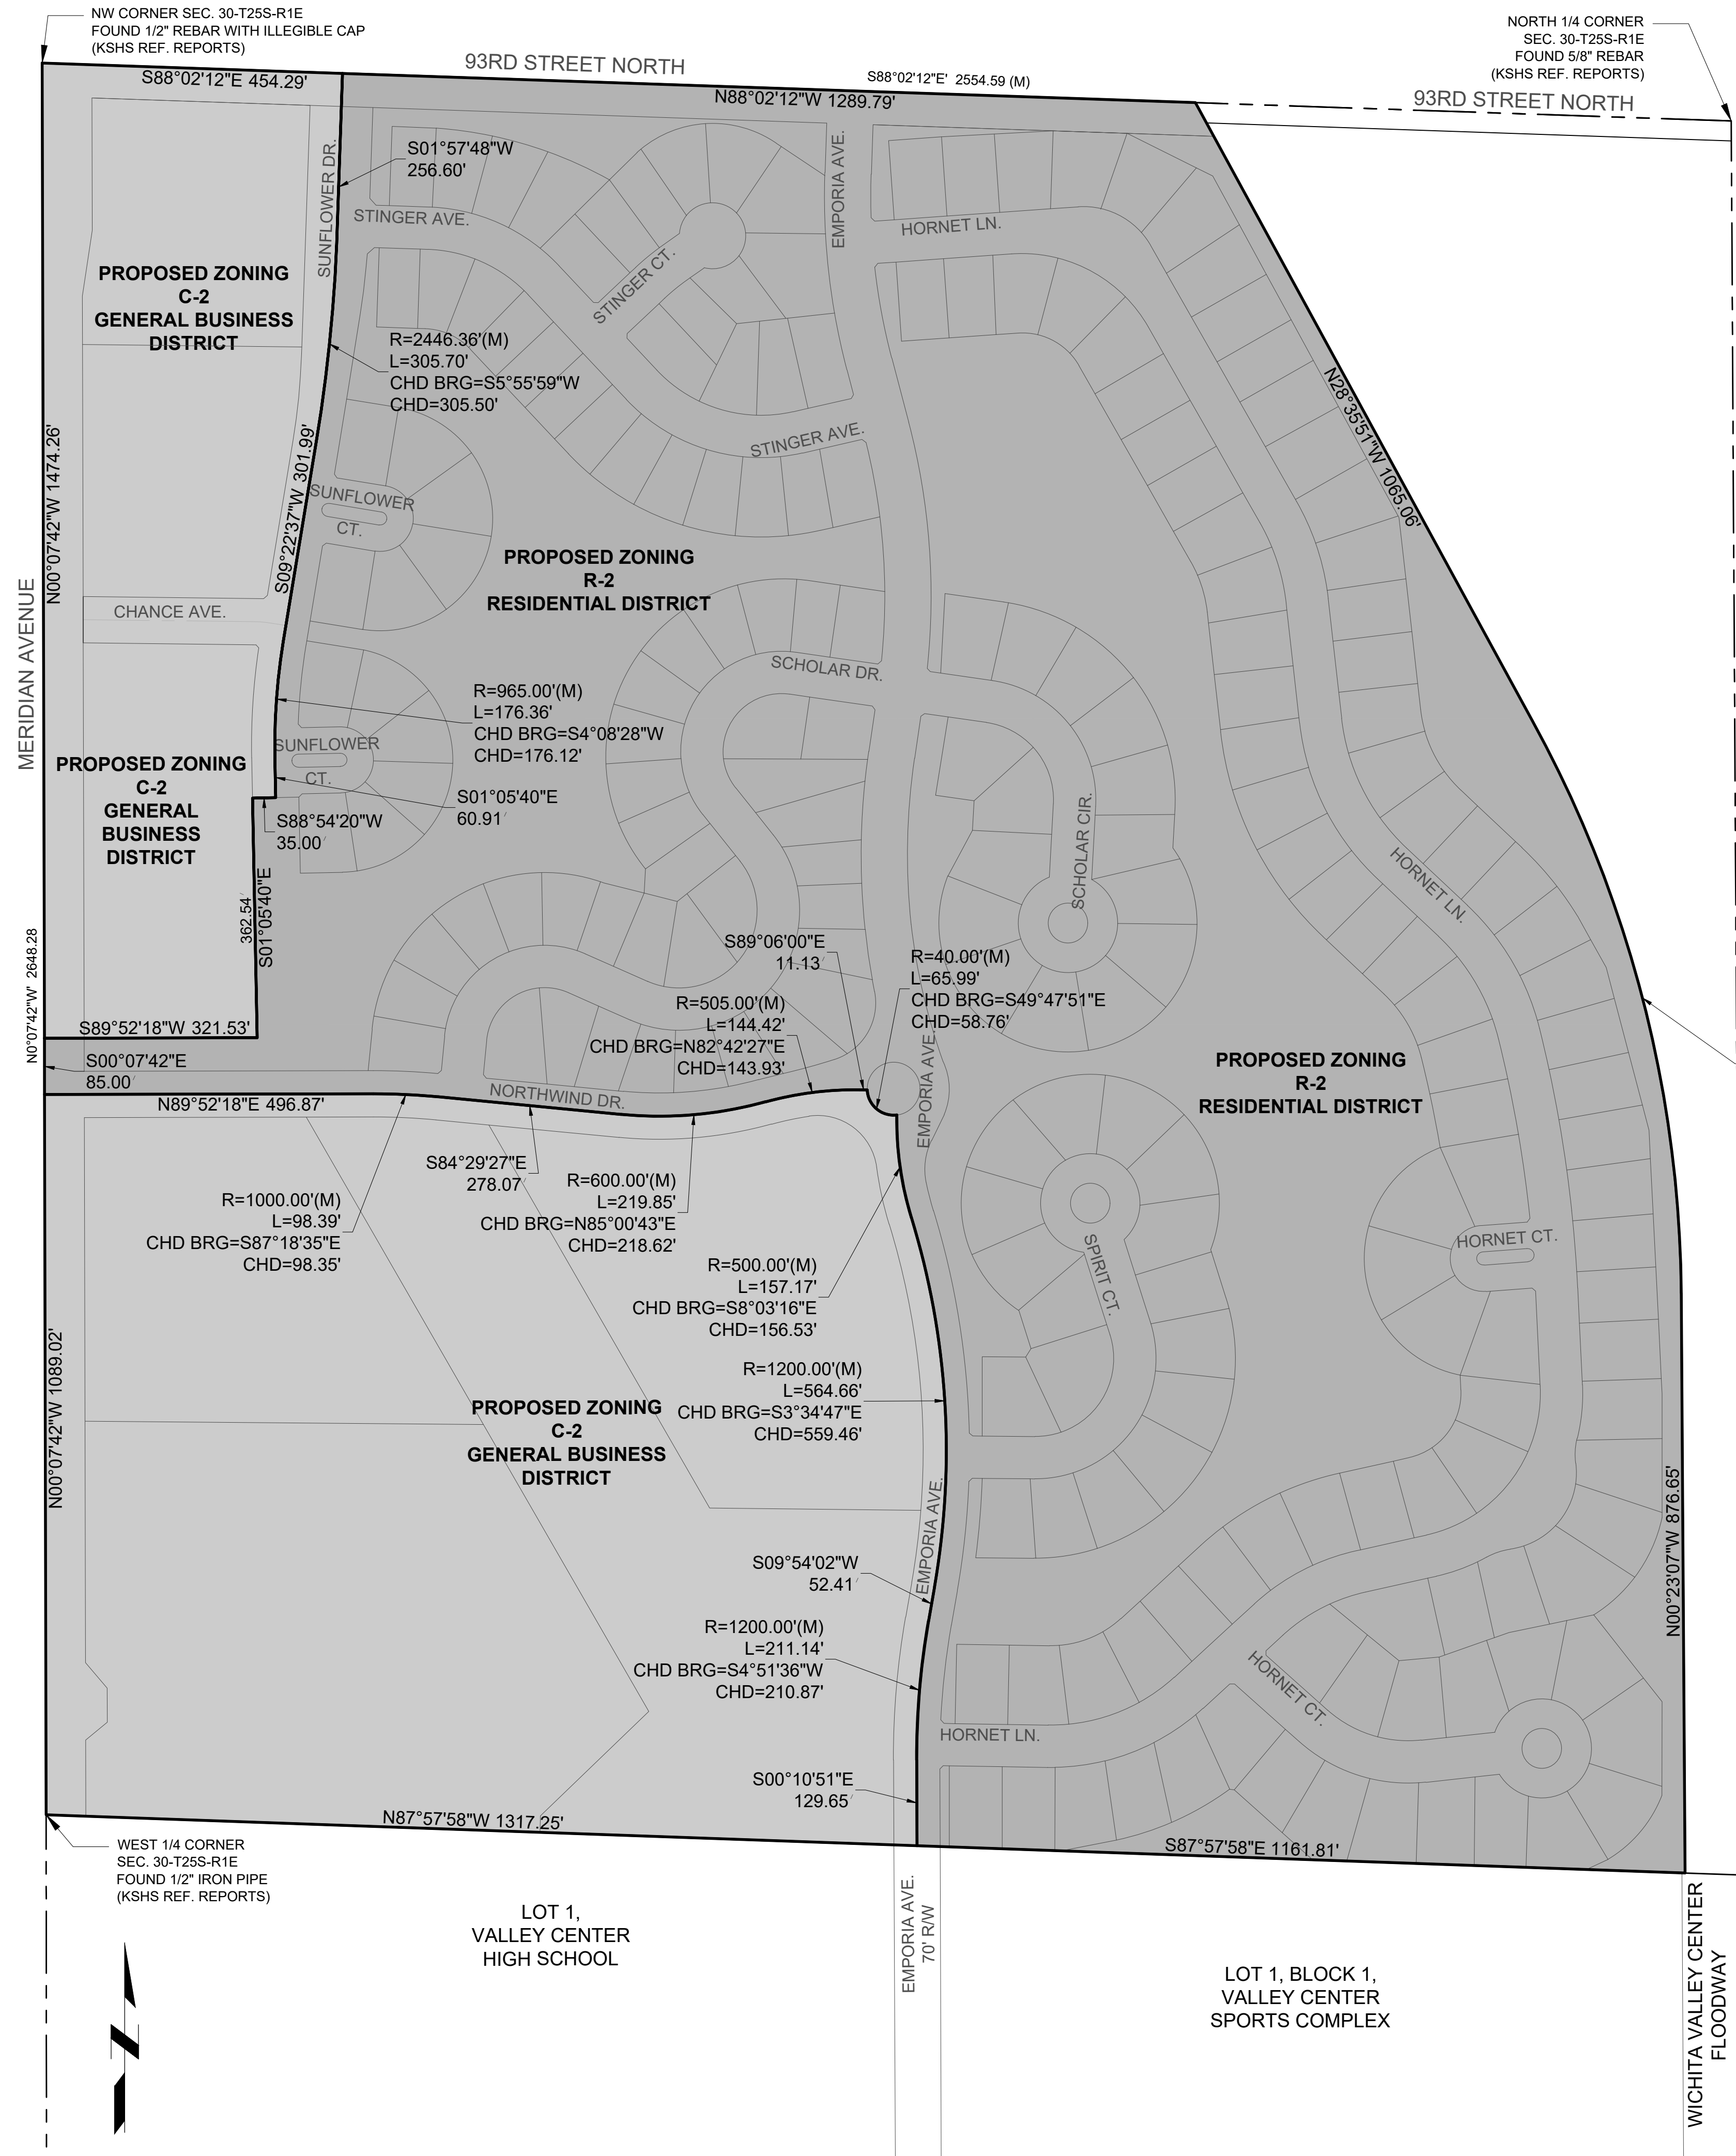 NW CORNER SEC. 30-T25S-R1E
FOUND 1/2" REBAR WITH ILLEGIBLE CAP
(KSHS REF. REPORTS)
NORTH 1/4 CORNER
SEC. 30-T25S-R1E
FOUND 5/8" REBAR
(KSHS REF. REPORTS)
93RD STREET NORTH
S88°02'12"E' 2554.59 (M)
93RD STREET NORTH
S88°02'12"E 454.29'
N88°02'12"W 1289.79'
S01°57'48"W
256.60'
SUNFLOWER DR.
STINGER AVE.
STINGER CT.
EMPORIA AVE.
HORNET LN.
PROPOSED ZONING
C-2
GENERAL BUSINESS
DISTRICT
R=2446.36'(M)
L=305.70'
CHD BRG=S5°55'59"W
CHD=305.50'
N28°35'51"W 1065.06'
STINGER AVE.
N00°07'42"W 1474.26'
S09°22'37"W 301.99'
SUNFLOWER
CT.
PROPOSED ZONING
R-2
RESIDENTIAL DISTRICT
CHANCE AVE.
MERIDIAN AVENUE
SCHOLAR DR.
R=965.00'(M)
L=176.36'
CHD BRG=S4°08'28"W
CHD=176.12'
SUNFLOWER
CT.
PROPOSED ZONING
C-2
GENERAL
BUSINESS
DISTRICT
S01°05'40"E
60.91'
S88°54'20"W
35.00'
SCHOLAR CIR.
HORNET LN.
362.54'
S01°05'40"E
N0°07'42"W' 2648.28
S89°06'00"E
11.13'
R=40.00'(M)
L=65.99'
CHD BRG=S49°47'51"E
CHD=58.76'
R=505.00'(M)
L=144.42'
CHD BRG=N82°42'27"E
CHD=143.93'
S89°52'18"W 321.53'
S00°07'42"E
85.00'
EMPORIA AVE.
PROPOSED ZONING
R-2
RESIDENTIAL DISTRICT
N89°52'18"E 496.87'
NORTHWIND DR.
S84°29'27"E
278.07'
R=600.00'(M)
L=219.85'
CHD BRG=N85°00'43"E
CHD=218.62'
R=1000.00'(M)
L=98.39'
CHD BRG=S87°18'35"E
CHD=98.35'
SPIRIT CT.
HORNET CT.
R=500.00'(M)
L=157.17'
CHD BRG=S8°03'16"E
CHD=156.53'
N00°07'42"W 1089.02'
R=1200.00'(M)
L=564.66'
CHD BRG=S3°34'47"E
CHD=559.46'
PROPOSED ZONING
C-2
GENERAL BUSINESS
DISTRICT
EMPORIA AVE.
N00°23'07"W 876.65'
S09°54'02"W
52.41'
R=1200.00'(M)
L=211.14'
CHD BRG=S4°51'36"W
CHD=210.87'
HORNET CT.
HORNET LN.
S00°10'51"E
129.65'
N87°57'58"W 1317.25'
S87°57'58"E 1161.81'
WEST 1/4 CORNER
SEC. 30-T25S-R1E
FOUND 1/2" IRON PIPE
(KSHS REF. REPORTS)
LOT 1,
VALLEY CENTER
HIGH SCHOOL
EMPORIA AVE.
70' R/W
LOT 1, BLOCK 1,
VALLEY CENTER
SPORTS COMPLEX
WICHITA VALLEY CENTER
FLOODWAY
N